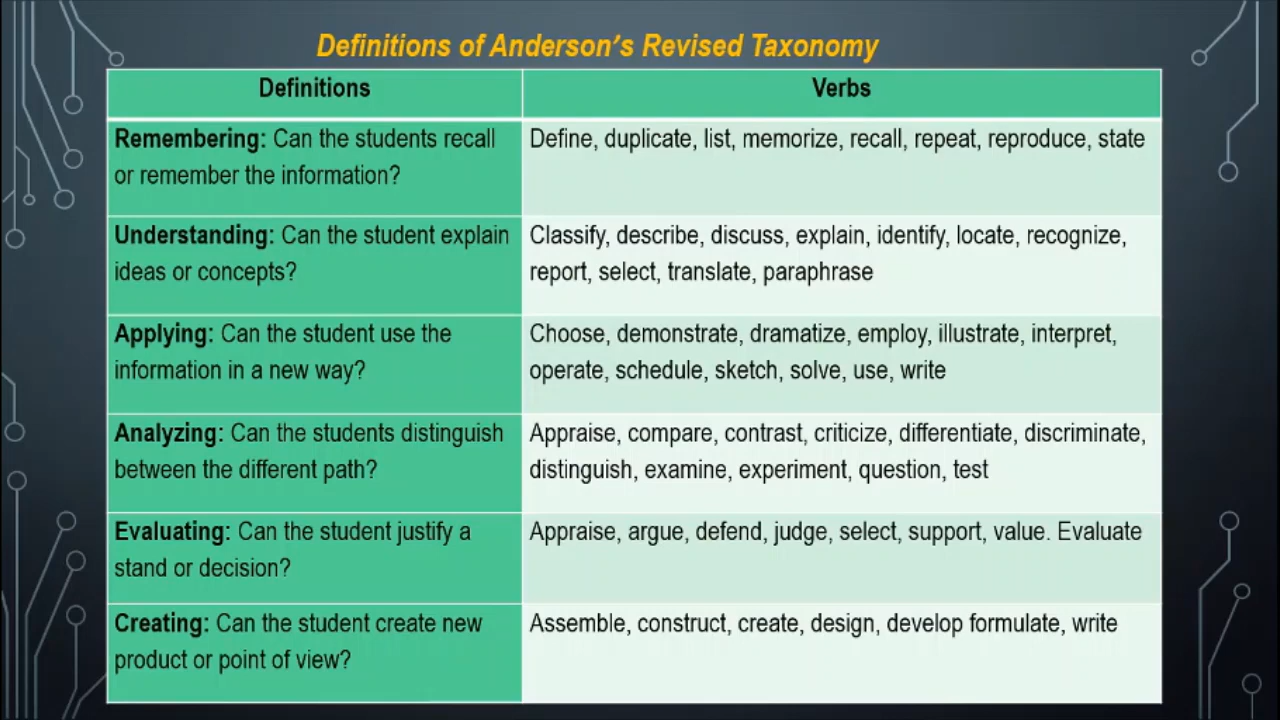 Definitions of Anderson's Revised Taxonomy
Definitions
Verbs
Remembering: Can the students recall
or remember the information?
Define, duplicate, list, memorize, recall, repeat, reproduce, state
Understanding: Can the student explain
ideas or concepts?
Classify, describe, discuss, explain, identify, locate, recognize,
report, select, translate, paraphrase
Applying: Can the student use the
information in a new way?
Choose, demonstrate, dramatize, employ, illustrate, interpret,
operate, schedule, sketch, solve, use, write
Analyzing: Can the students distinguish
between the different path?
Appraise, compare, contrast, criticize, differentiate, discriminate,
distinguish, examine, experiment, question, test
Evaluating: Can the student justify a
stand or decision?
Appraise, argue, defend, judge, select, support, value. Evaluate
Creating: Can the student create new
product or point of view?
Assemble, construct, create, design, develop formulate, write